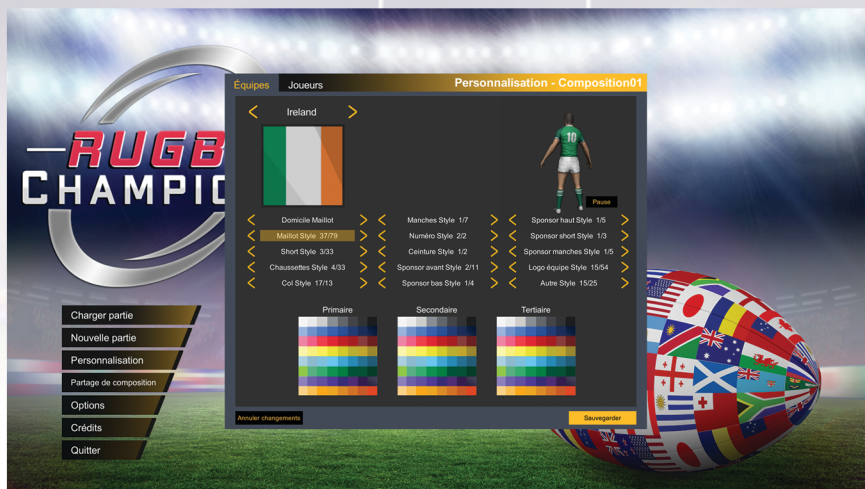 RUGB
CHAMPIO
Équipes
Joueurs
Personnalisation - Composition01
Ireland
10
Pause
Domicile Maillot
Manches Style 1/7
Sponsor haut Style 1/5
Maillot Style 37/79
Numéro Style 2/2
Sponsor short Style 1/3
Short Style 3/33
Ceinture Style 1/2
Sponsor manches Style 1/5
Chaussettes Style 4/33
Sponsor avant Style 2/11
Logo équipe Style 15/54
Col Style 17/13
Sponsor bas Style 1/4
Autre Style 15/25
Primaire
Secondaire
Tertiaire
Annuler changements
Sauvegarder
Charger partie
Nouvelle partie
Personnalisation
Partage de composition
Options
Crédits
Quitter